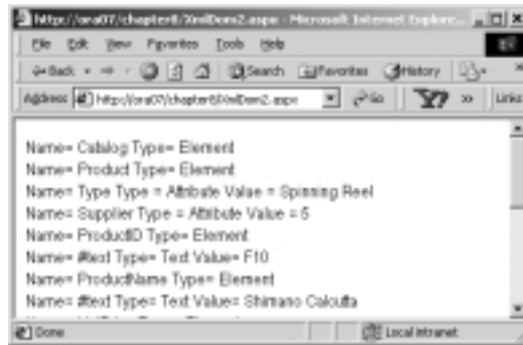 http://ora07/chapter8/XmlDom2.aspx - Microsoft Internet Explore...
File Edit View Favorites Tools Help
Back Search Favorites History
Address http://ora07/chapter8/XmlDom2.aspx Go Links
Name= Catalog Type= Element
Name= Product Type= Element
Name= Type Type = Attribute Value = Spinning Reel
Name= Supplier Type = Attribute Value = 5
Name= ProductID Type= Element
Name= #text Type= Text Value= F10
Name= ProductName Type= Element
Name= #text Type= Text Value= Shimano Calcutta
Done Local intranet